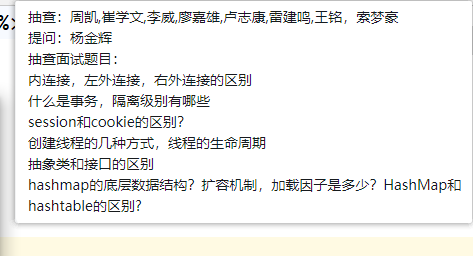 抽查：周凯,崔学文,李威,廖嘉雄,卢志康,雷建鸣,王铭，索梦豪
提问：杨金辉
抽查面试题目：
内连接，左外连接，右外连接的区别
什么是事务，隔离级别有哪些
session和cookie的区别？
创建线程的几种方式，线程的生命周期
抽象类和接口的区别
hashmap的底层数据结构？扩容机制，加载因子是多少？HashMap和
hashtable的区别？